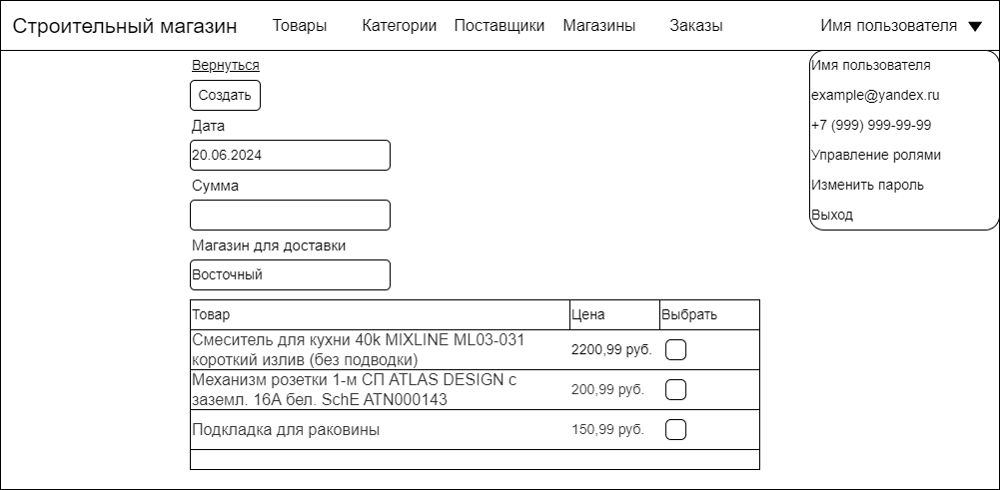 Строительный магазин Товары Категории Поставщики Магазины Заказы Имя пользователя
Имя пользователя
example@yandex.ru
+7 (999) 999-99-99
Управление ролями
Изменить пароль
Выход
Вернуться
Создать
Дата
20.06.2024
Сумма
Магазин для доставки
Восточный
Товар Цена Выбрать
Смеситель для кухни 40k MIXLINE ML03-031
короткий излив (без подводки) 2200,99 руб.
Механизм розетки 1-м СП ATLAS DESIGN с
заземл. 16А бел. SchE ATN000143 200,99 руб.
Подкладка для раковины 150,99 руб.